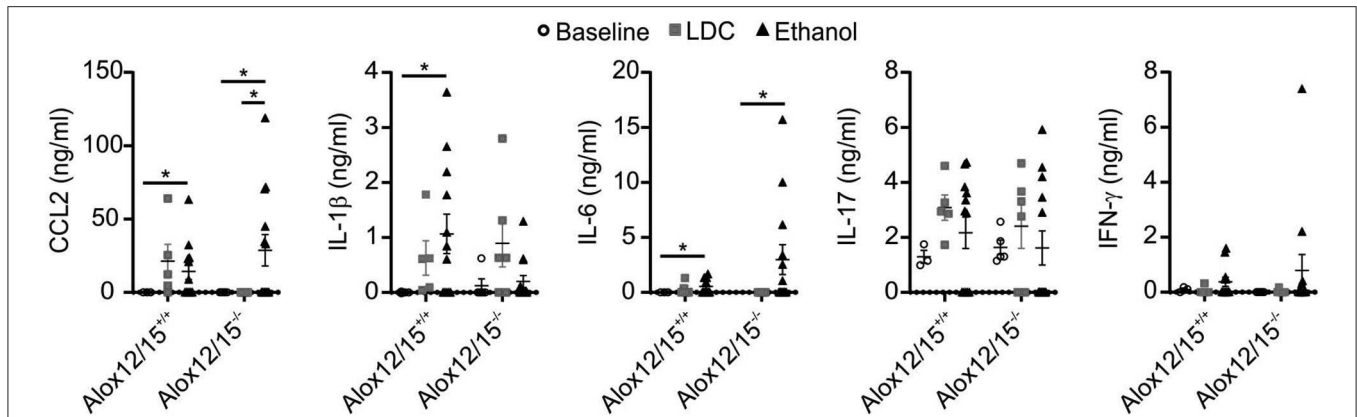 Baseline LDC Ethanol
CCL2 (ng/ml)
150
100
50
0
*
*
*
Alox12/15+/+
Alox12/15-/-
IL-1β (ng/ml)
4
3
2
1
0
*
Alox12/15+/+
Alox12/15-/-
IL-6 (ng/ml)
20
15
10
5
0
*
*
Alox12/15+/+
Alox12/15-/-
IL-17 (ng/ml)
8
6
4
2
0
Alox12/15+/+
Alox12/15-/-
IFN-γ (ng/ml)
8
6
4
2
0
Alox12/15+/+
Alox12/15-/-